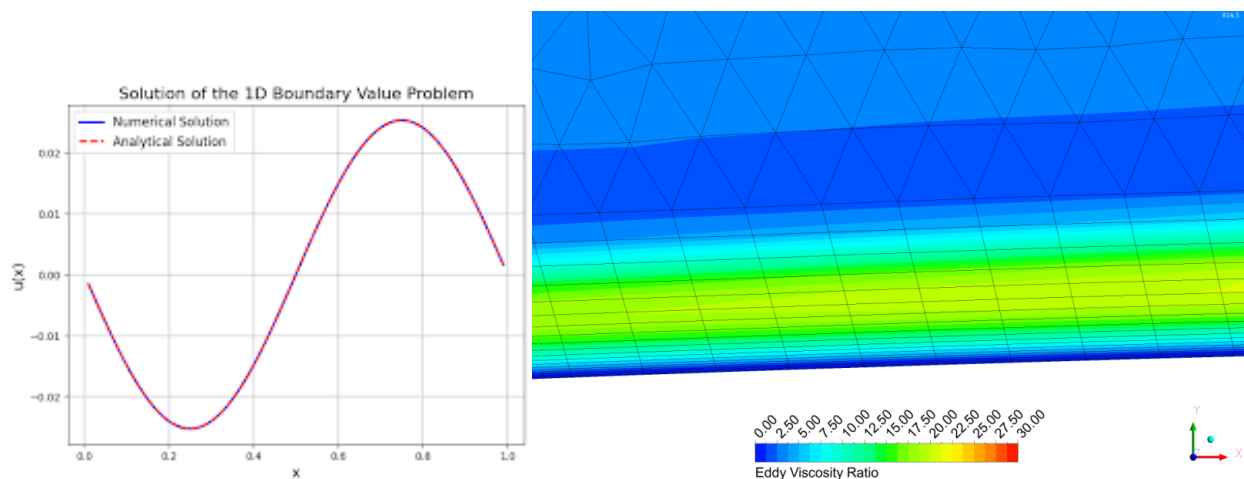 R14.5
Solution of the 1D Boundary Value Problem
Numerical Solution
Analytical Solution
0.02
0.01
0.00
−0.01
−0.02
u(x)
0.0 0.2 0.4 0.6 0.8 1.0
x
0.00 2.50 5.00 7.50 10.00 12.50 15.00 17.50 20.00 22.50 25.00 27.50 30.00
Eddy Viscosity Ratio
Y
Z X